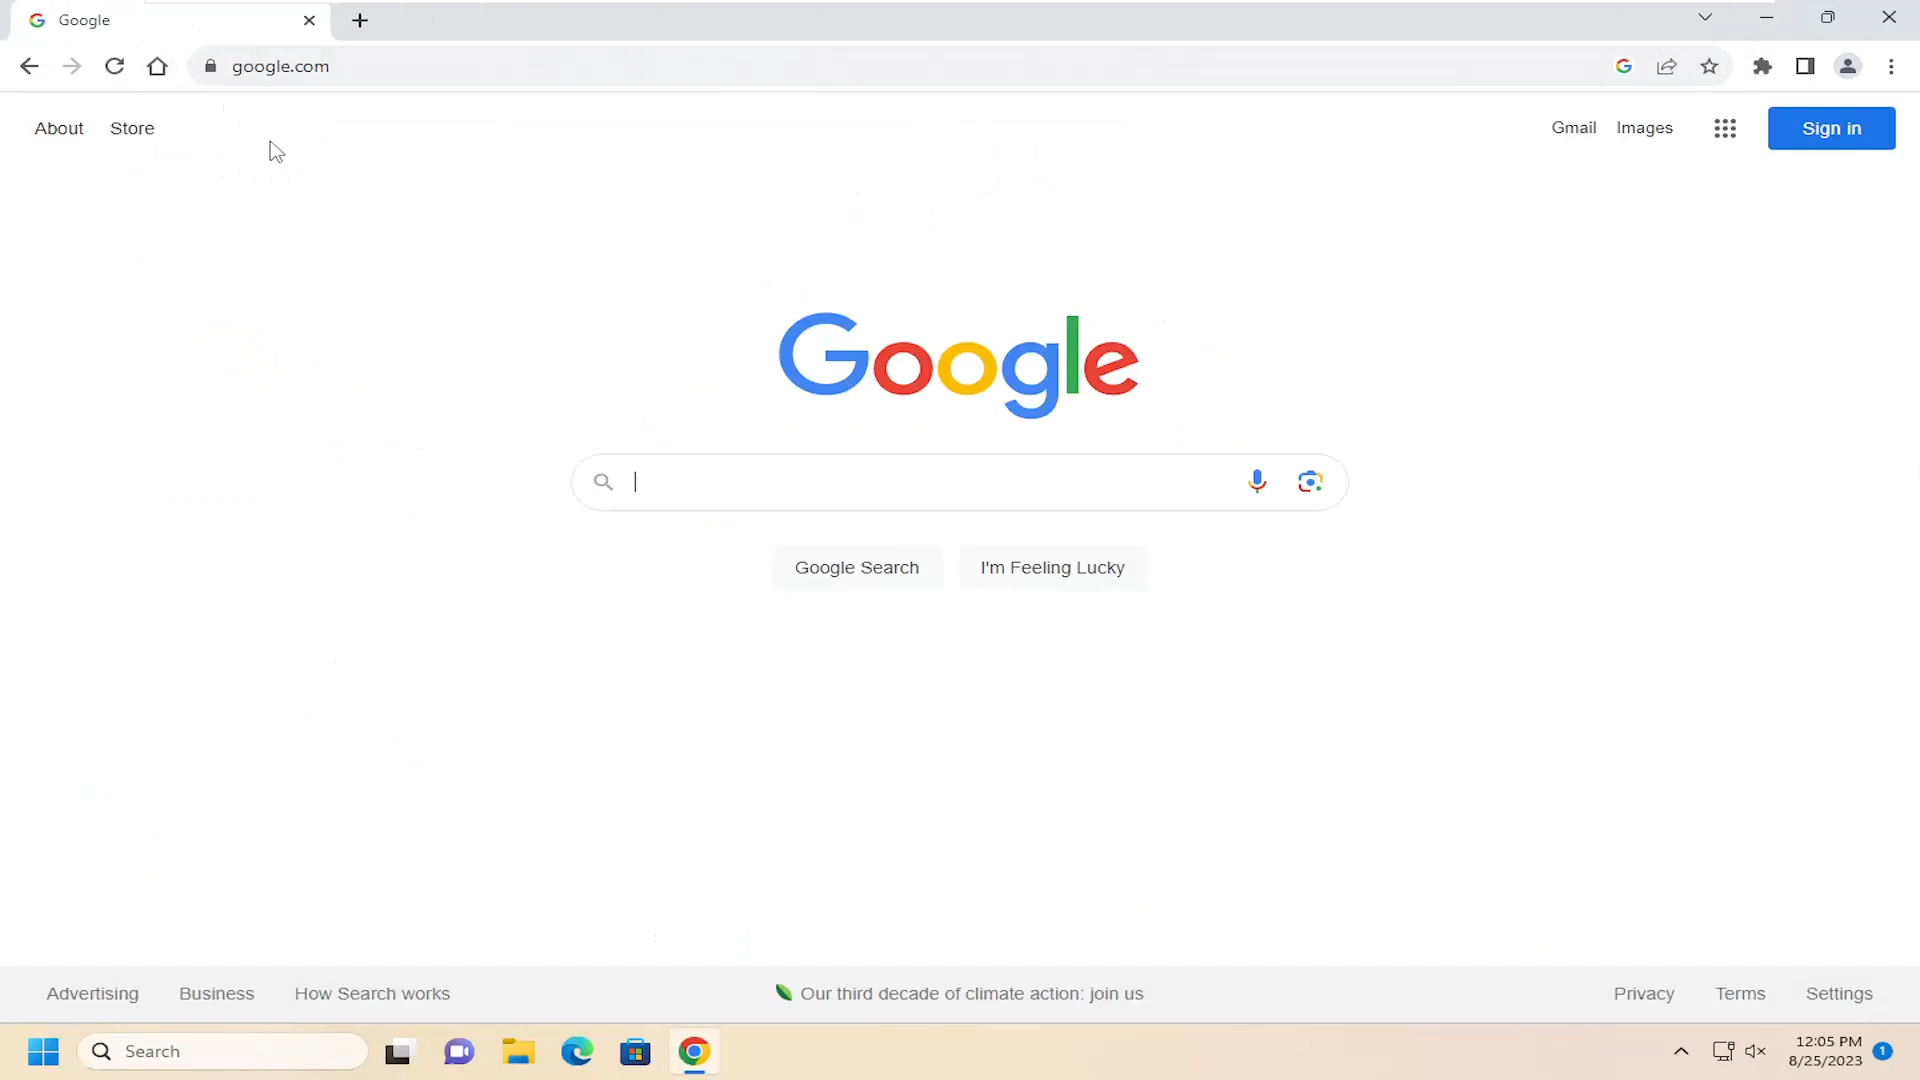 Google
google.com
About Store Gmail Images Sign in
Google
Google Search I'm Feeling Lucky
Advertising Business How Search works Our third decade of climate action: join us Privacy Terms Settings
Search 12:05 PM
8/25/2023 1